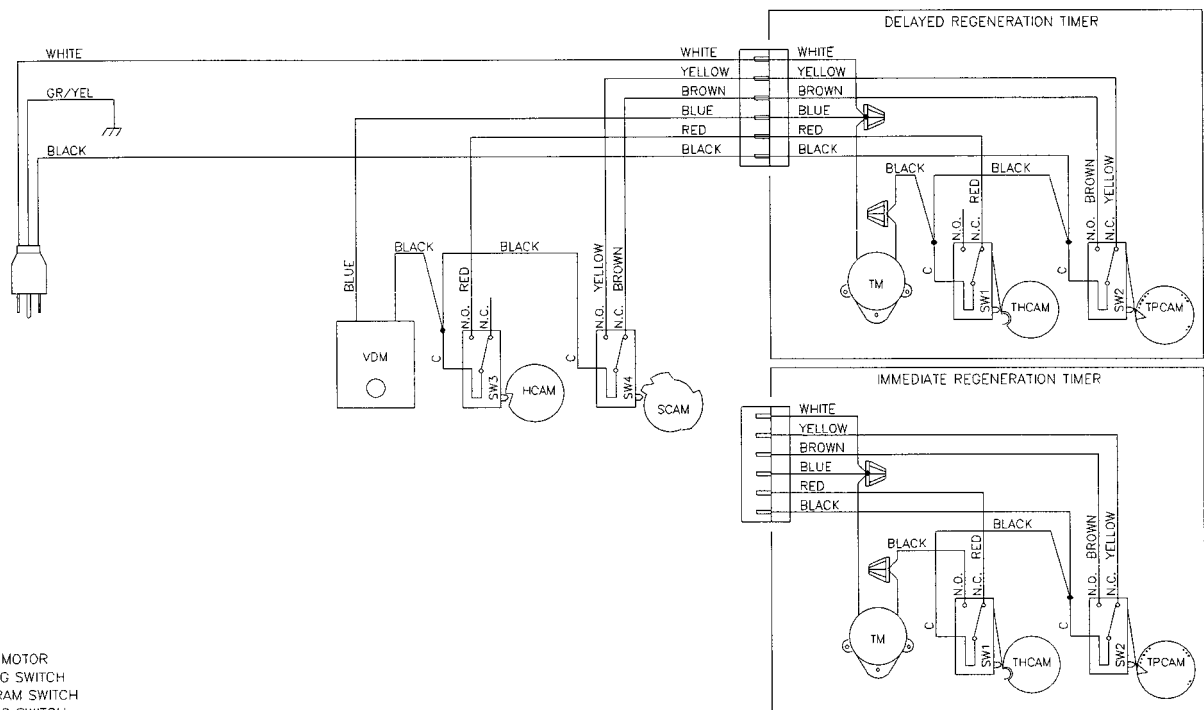 DELAYED REGENERATION TIMER
WHITE
WHITE
WHITE
YELLOW
YELLOW
GR/YEL
BROWN
BROWN
BLUE
BLUE
RED
RED
BLACK
BLACK
BLACK
BLACK
BLACK
N.O.
N.C.
RED
N.O.
BROWN
N.C.
YELLOW
C
C
TM
SW1
THCAM
SW2
TPCAM
BLUE
BLACK
BLACK
N.O.
RED
N.C.
N.O.
YELLOW
N.C.
BROWN
VDM
C
C
SW3
HCAM
SW4
SCAM
IMMEDIATE REGENERATION TIMER
WHITE
YELLOW
BROWN
BLUE
RED
BLACK
BLACK
BLACK
N.O.
N.C.
RED
N.O.
BROWN
N.C.
YELLOW
C
C
TM
SW1
THCAM
SW2
TPCAM
MOTOR
G SWITCH
RAM SWITCH